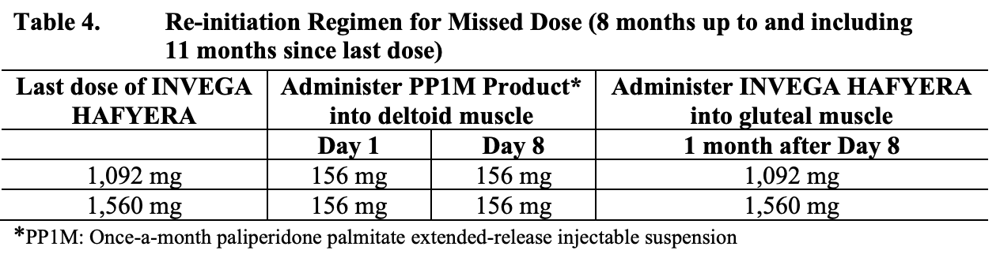 Table 4. Re-initiation Regimen for Missed Dose (8 months up to and including
11 months since last dose)
Last dose of INVEGA HAFYERA Administer PP1M Product* into deltoid muscle Administer INVEGA HAFYERA into gluteal muscle
Day 1 Day 8 1 month after Day 8
1,092 mg 156 mg 156 mg 1,092 mg
1,560 mg 156 mg 156 mg 1,560 mg
*PP1M: Once-a-month paliperidone palmitate extended-release injectable suspension